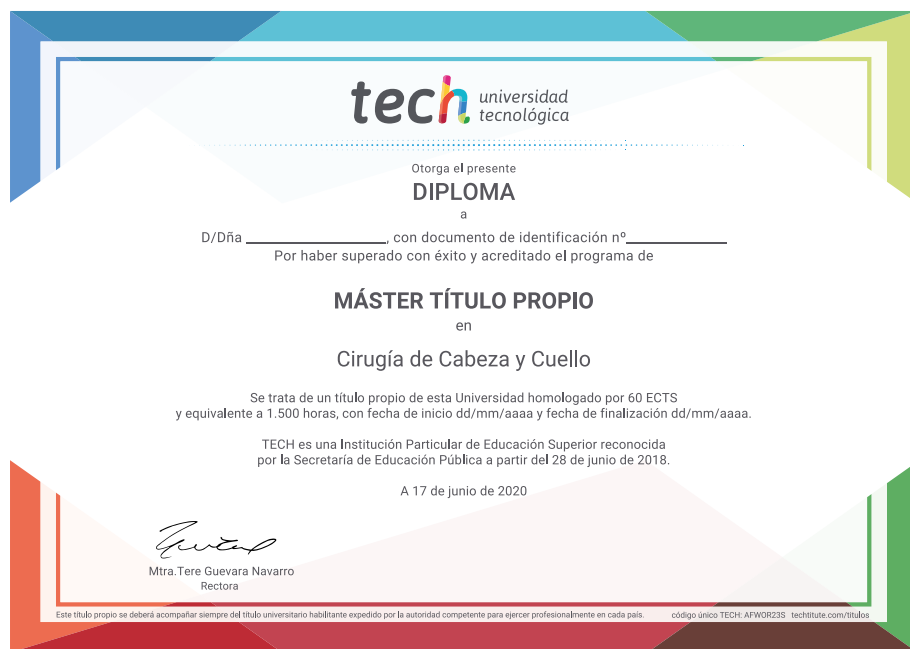 tech universidad
tecnológica
Otorga el presente
DIPLOMA
a
D/Dña ____________________, con documento de identificación nº______________
Por haber superado con éxito y acreditado el programa de
MÁSTER TÍTULO PROPIO
en
Cirugía de Cabeza y Cuello
Se trata de un título propio de esta Universidad homologado por 60 ECTS
y equivalente a 1.500 horas, con fecha de inicio dd/mm/aaaa y fecha de finalización dd/mm/aaaa.
TECH es una Institución Particular de Educación Superior reconocida
por la Secretaría de Educación Pública a partir del 28 de junio de 2018.
A 17 de junio de 2020
Mtra.Tere Guevara Navarro
Rectora
Este título propio se deberá acompañar siempre del título universitario habilitante expedido por la autoridad competente para ejercer profesionalmente en cada país. código único TECH: AFWOR23S techtitute.com/titulos